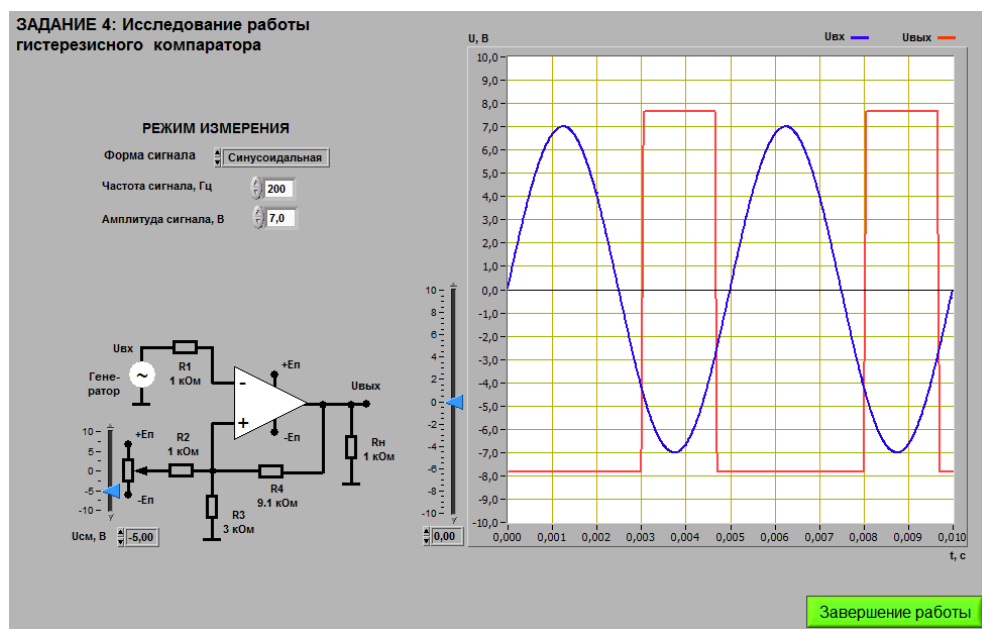 ЗАДАНИЕ 4: Исследование работы
гистерезисного компаратора
РЕЖИМ ИЗМЕРЕНИЯ
Форма сигнала Синусоидальная
Частота сигнала, Гц 200
Амплитуда сигнала, В 7,0
U, В
Uвх Uвых
10,0
9,0
8,0
7,0
6,0
5,0
4,0
3,0
2,0
1,0
0,0
-1,0
-2,0
-3,0
-4,0
-5,0
-6,0
-7,0
-8,0
-9,0
-10,0
0,000 0,001 0,002 0,003 0,004 0,005 0,006 0,007 0,008 0,009 0,010
t, c
10
8
6
4
2
0
-2
-4
-6
-8
-10
0,00
Uвх
Гене-
ратор
~
R1
1 кОм
-
+
+Еп
-Еп
Uвых
Rн
1 кОм
R2
1 кОм
R4
9.1 кОм
R3
3 кОм
+Еп
-Еп
10
5
0
-5
-10
Uсм, В -5,00
Завершение работы